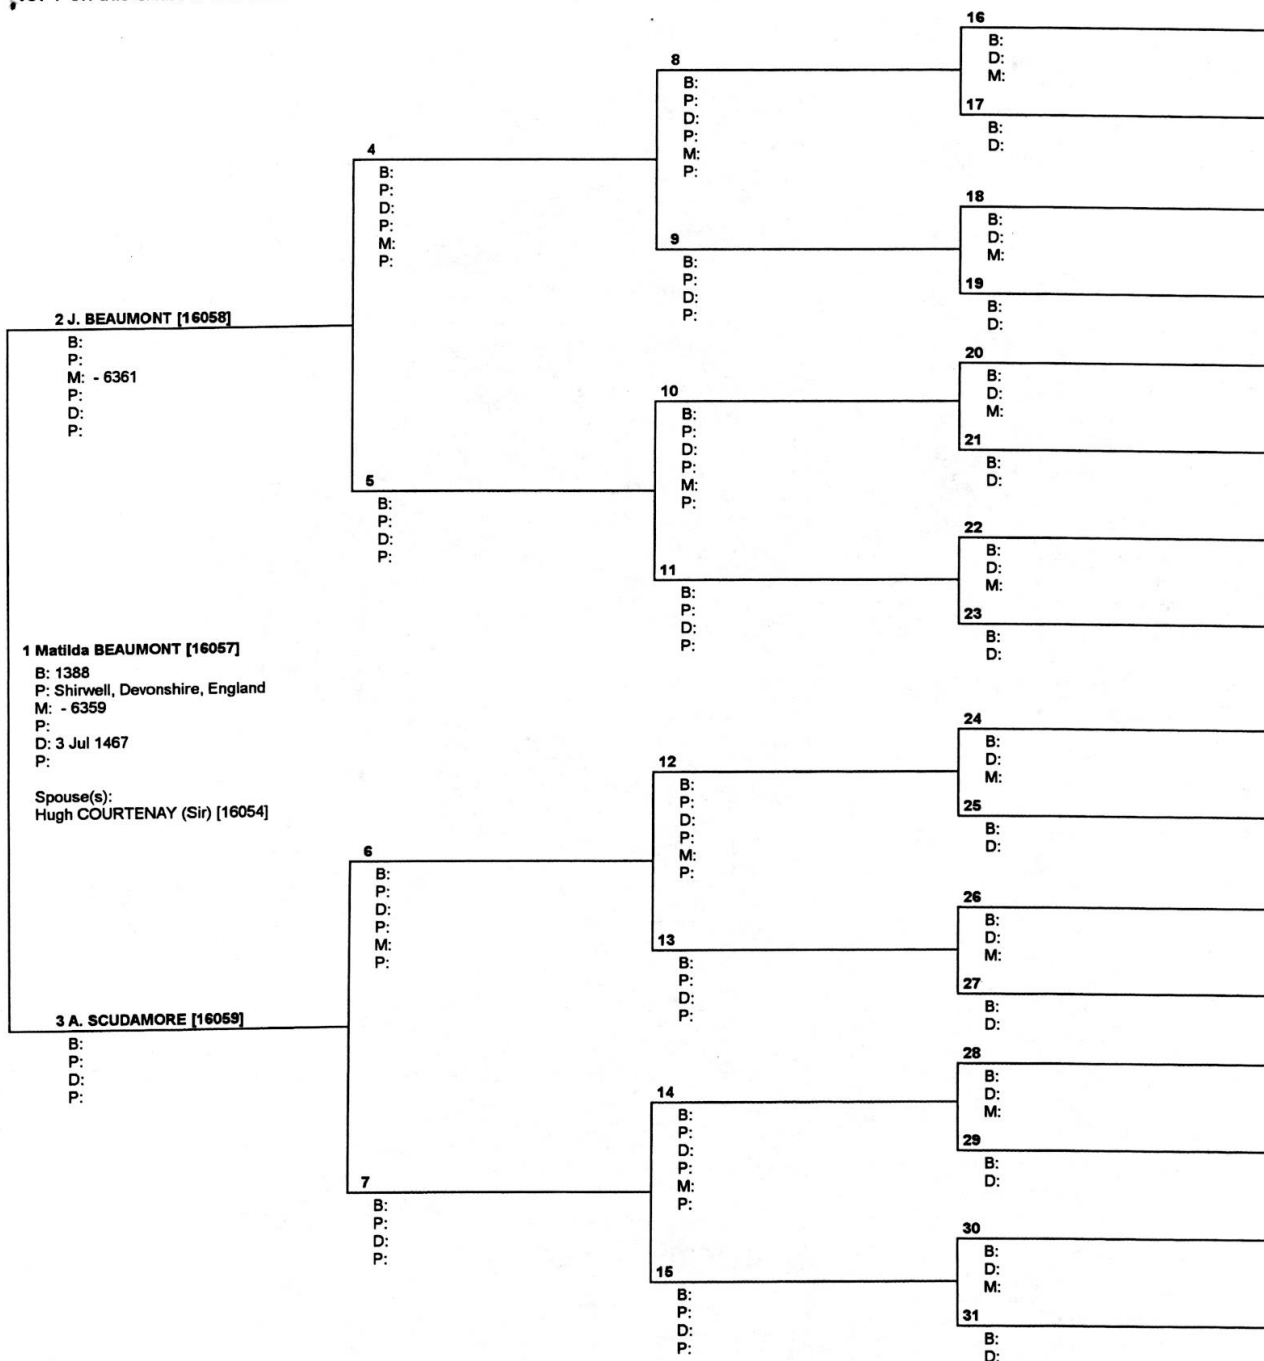 2 J. BEAUMONT [16058]
B:
P:
M: - 6361
P:
D:
P:
1 Matilda BEAUMONT [16057]
B: 1388
P: Shirwell, Devonshire, England
M: - 6359
P:
D: 3 Jul 1467
P:
Spouse(s):
Hugh COURTENAY (Sir) [16054]
3 A. SCUDAMORE [16059]
B:
P:
D:
P:
4
B:
P:
D:
P:
M:
P:
5
B:
P:
D:
P:
6
B:
P:
D:
P:
M:
P:
7
B:
P:
D:
P:
8
B:
P:
D:
P:
M:
P:
9
B:
P:
D:
P:
10
B:
P:
D:
P:
M:
P:
11
B:
P:
D:
P:
12
B:
P:
D:
P:
M:
P:
13
B:
P:
D:
P:
14
B:
P:
D:
P:
M:
P:
15
B:
P:
D:
P:
16
B:
D:
M:
17
B:
D:
18
B:
D:
M:
19
B:
D:
20
B:
D:
M:
21
B:
D:
22
B:
D:
M:
23
B:
D:
24
B:
D:
M:
25
B:
D:
26
B:
D:
M:
27
B:
D:
28
B:
D:
M:
29
B:
D:
30
B:
D:
M:
31
B:
D: